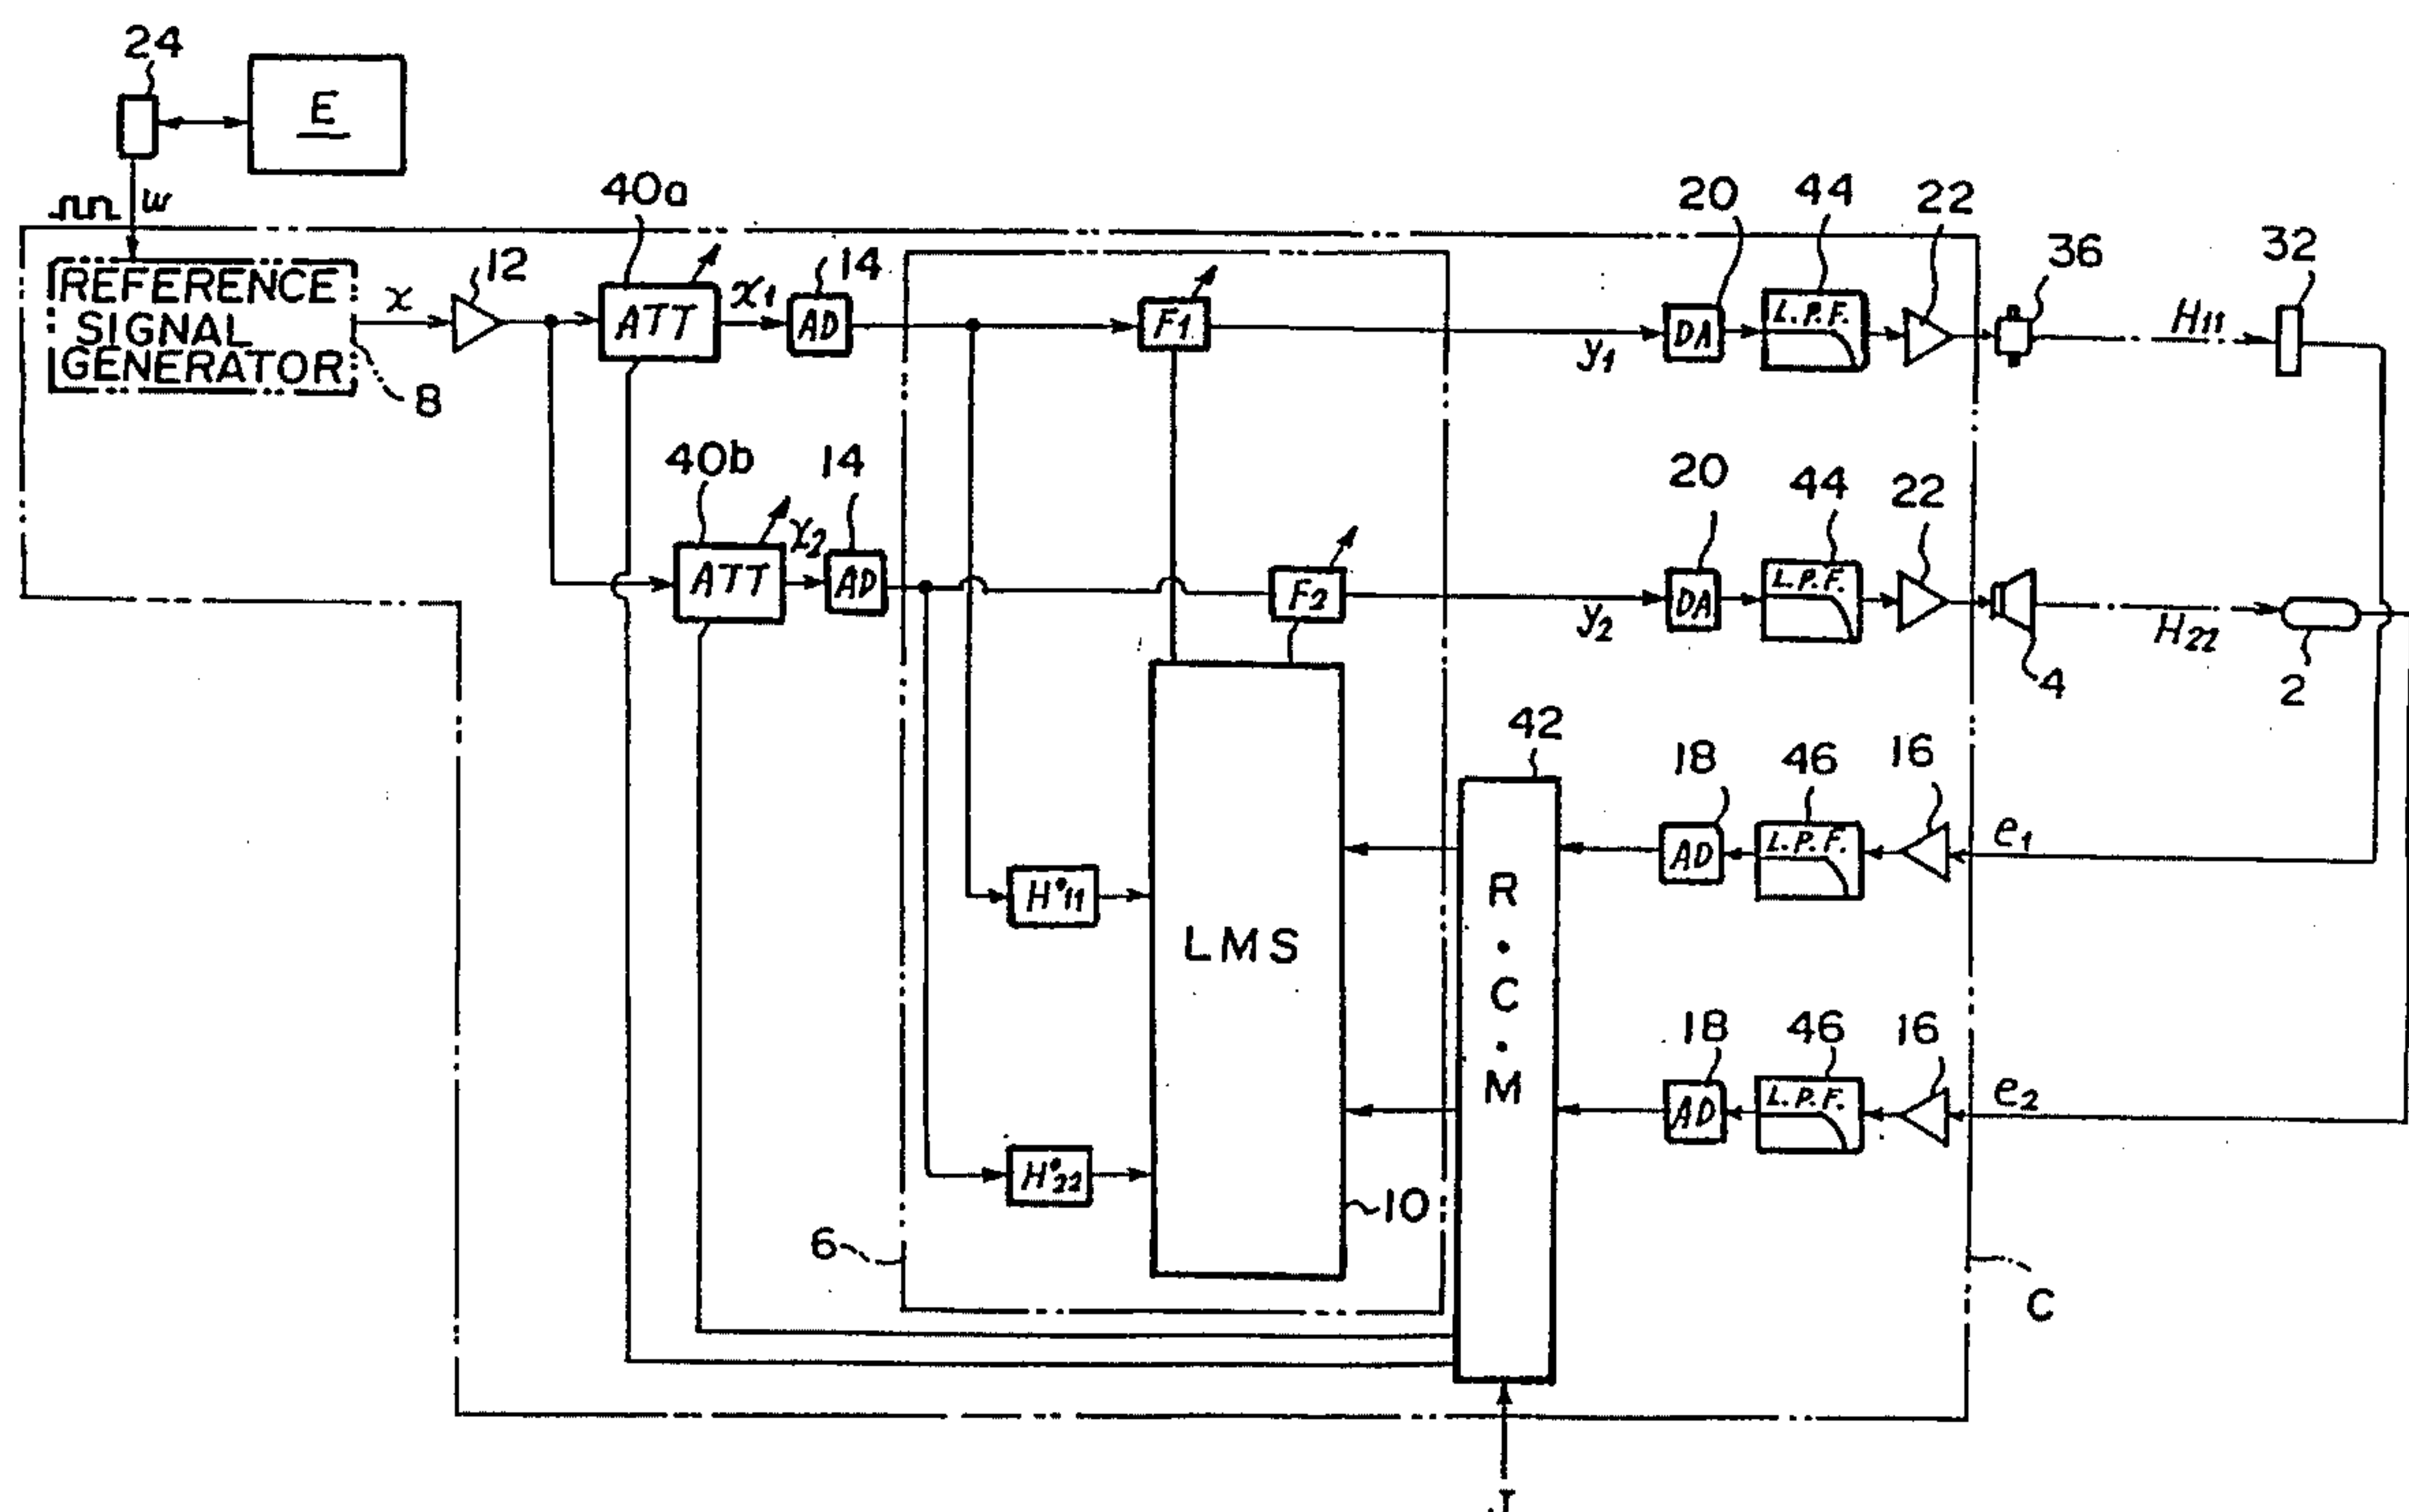 24
E
w
40a
20
44
22
36
32
REFERENCE
SIGNAL
GENERATOR
x
12
ATT
x1
14
AD
F1
y1
DA
L.P.F.
H11
8
40b
14
20
44
22
ATT
x2
AD
F2
y2
DA
L.P.F.
H22
4
2
42
18
46
16
LMS
R・C・M
AD
L.P.F.
e1
H°11
18
46
16
AD
L.P.F.
e2
H°22
10
6
C